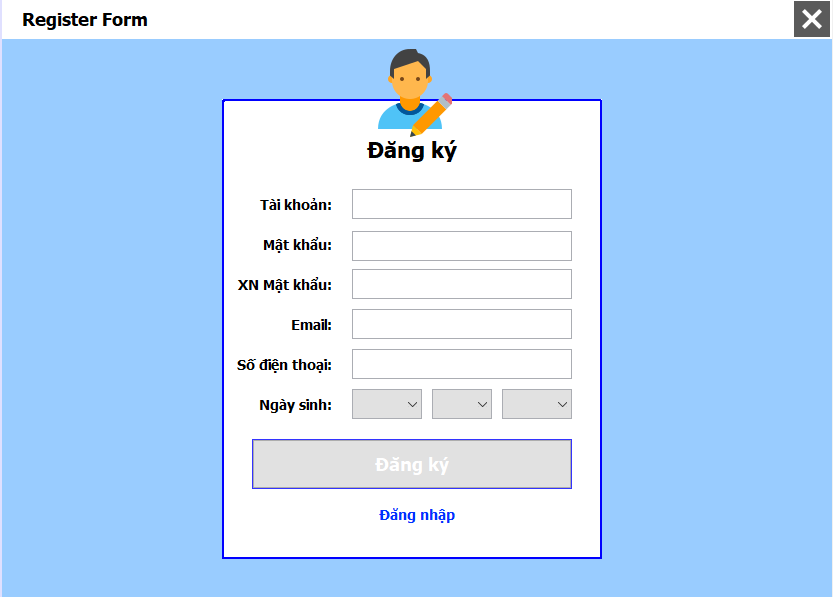 Register Form
Đăng ký
Tài khoản:
Mật khẩu:
XN Mật khẩu:
Email:
Số điện thoại:
Ngày sinh:
Đăng ký
Đăng nhập